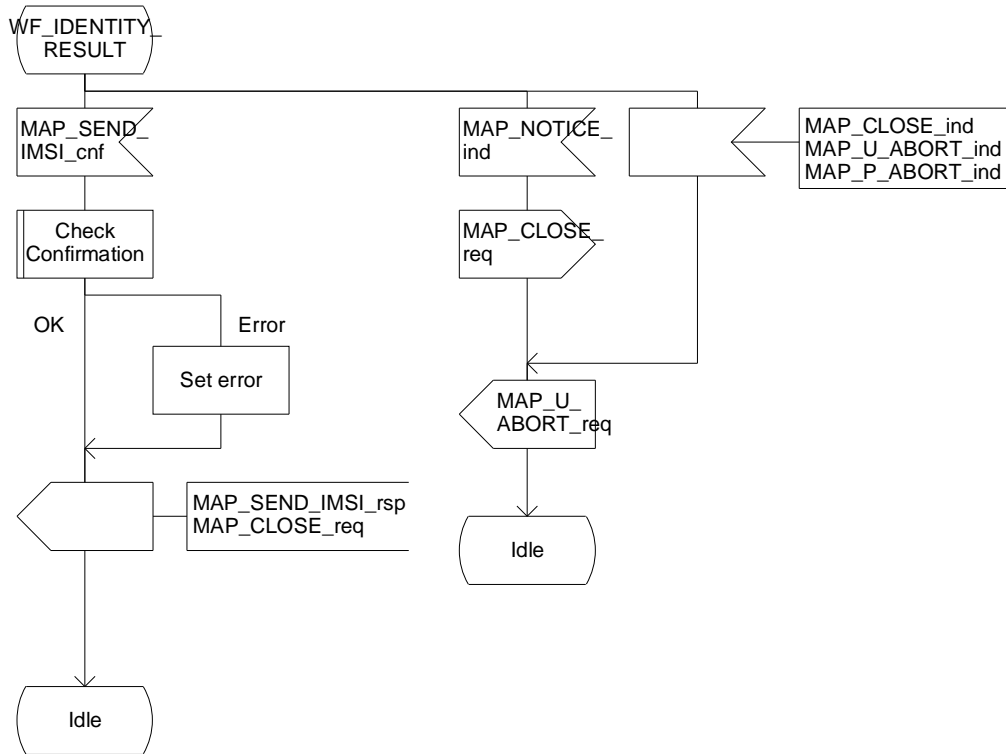 WF_IDENTITY_
RESULT
MAP_SEND_
IMSI_cnf
MAP_NOTICE_
ind
MAP_CLOSE_ind
MAP_U_ABORT_ind
MAP_P_ABORT_ind
Check
Confirmation
MAP_CLOSE_
req
OK
Error
Set error
MAP_U_
ABORT_req
MAP_SEND_IMSI_rsp
MAP_CLOSE_req
Idle
Idle